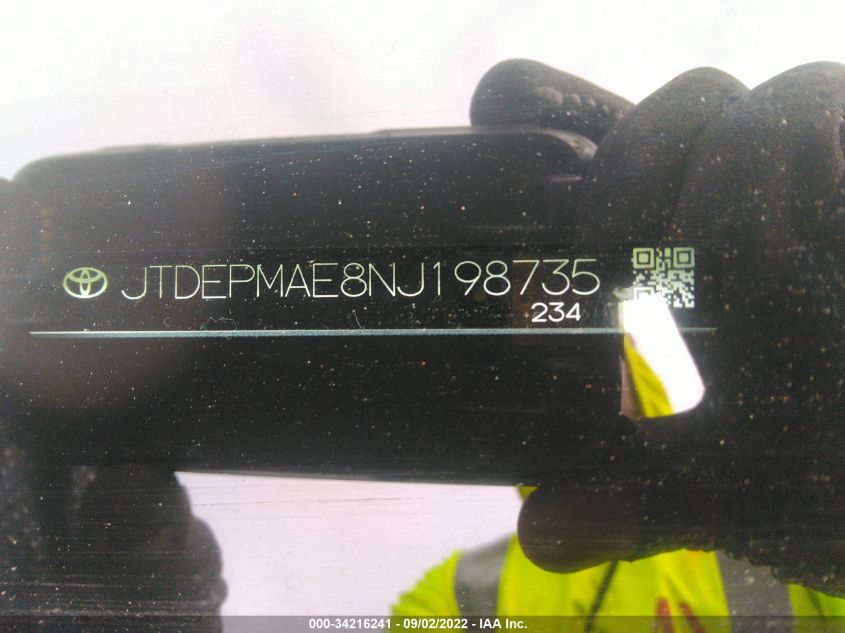 JTDEPMAE8NJ198735
234
000-34216241 - 09/02/2022 - IAA Inc.